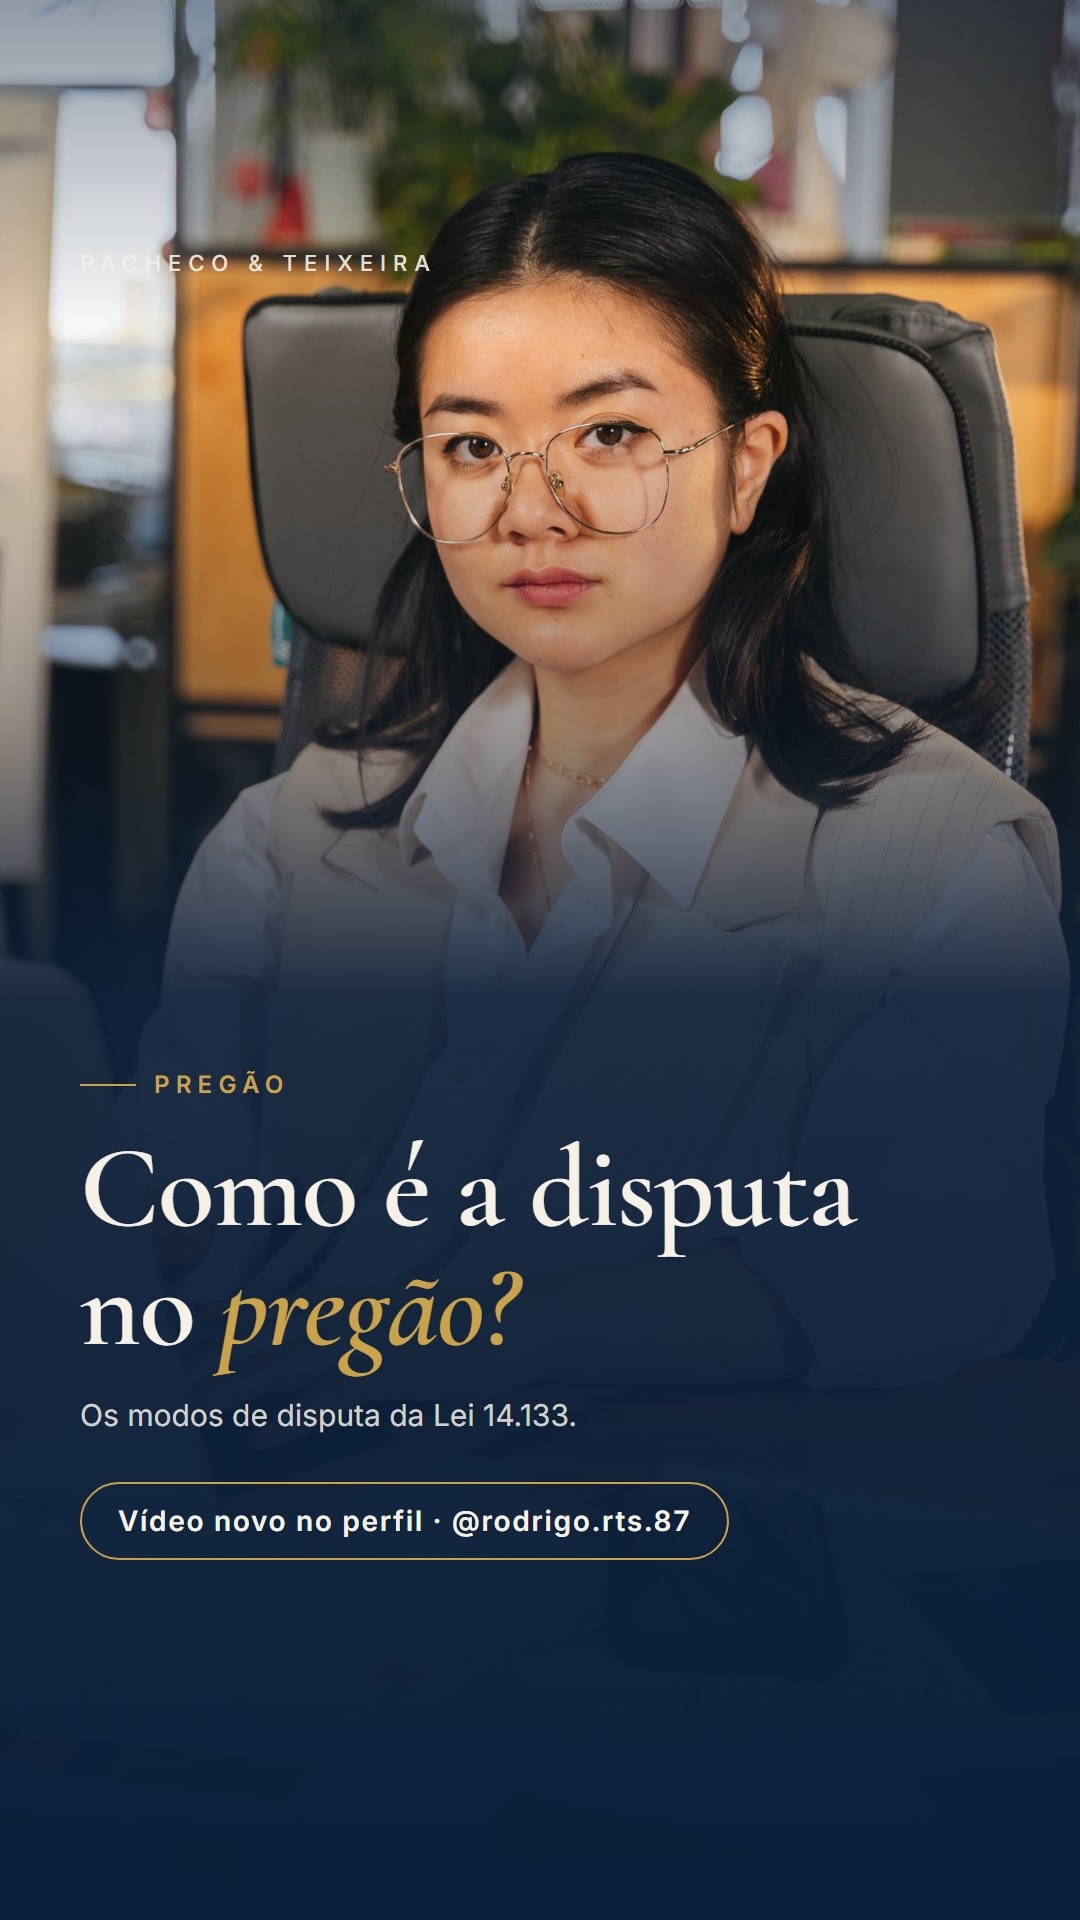 PACHECO & TEIXEIRA
PREGÃO
Como é a disputa
no pregão?
Os modos de disputa da Lei 14.133.
Vídeo novo no perfil · @rodrigo.rts.87